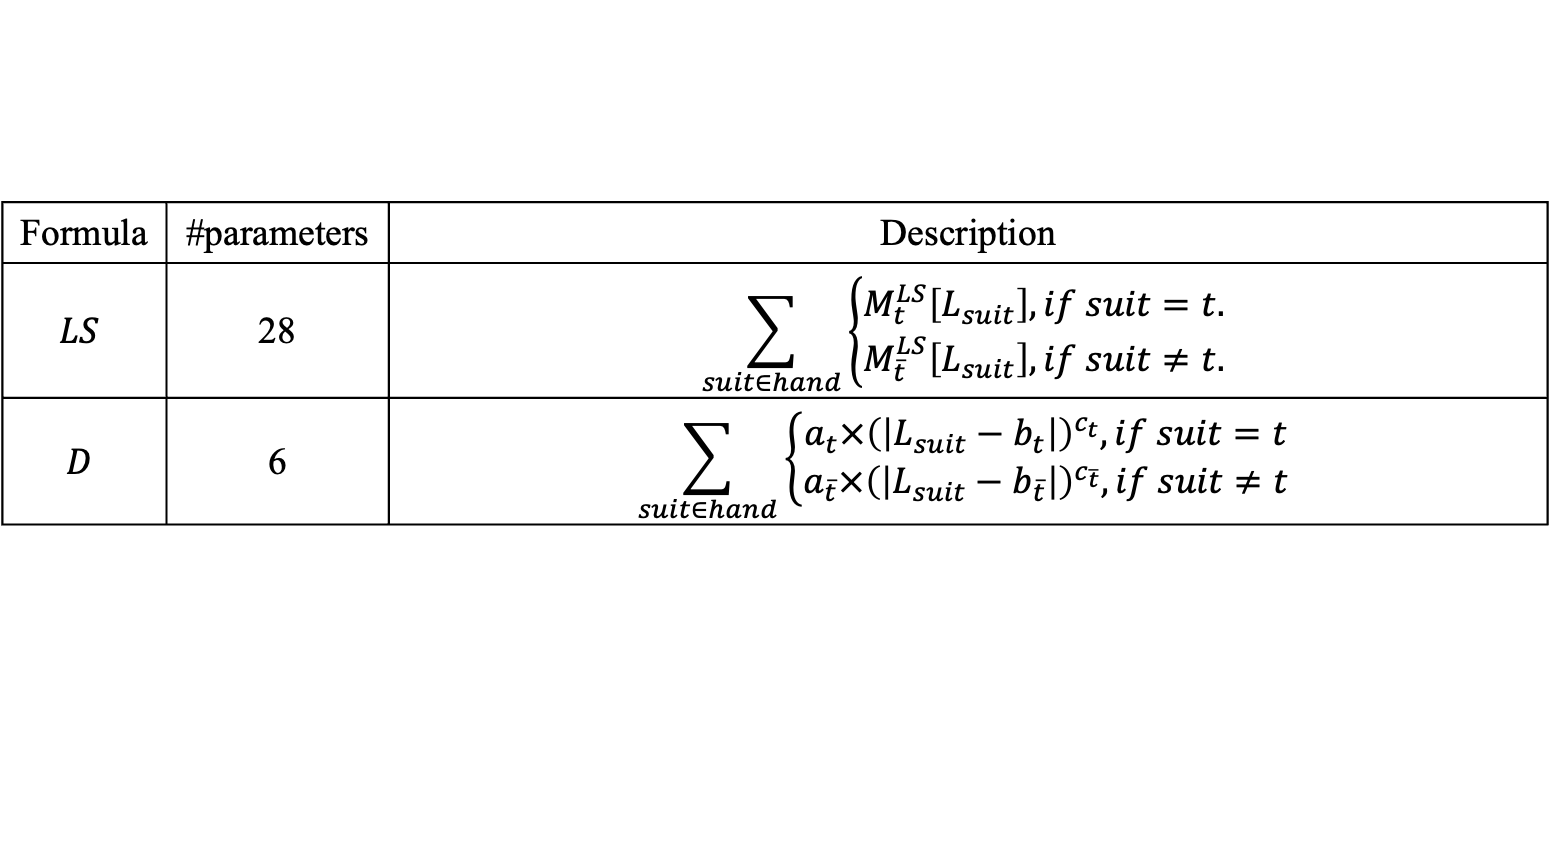 Formula #parameters Description
LS 28 ∑_{suit∈hand} { M_t^{LS}[L_{suit}], if suit = t.
M_{t̄}^{LS}[L_{suit}], if suit ≠ t.
D 6 ∑_{suit∈hand} { a_t×(|L_{suit} − b_t|)^{c_t}, if suit = t
a_{t̄}×(|L_{suit} − b_{t̄}|)^{c_{t̄}}, if suit ≠ t